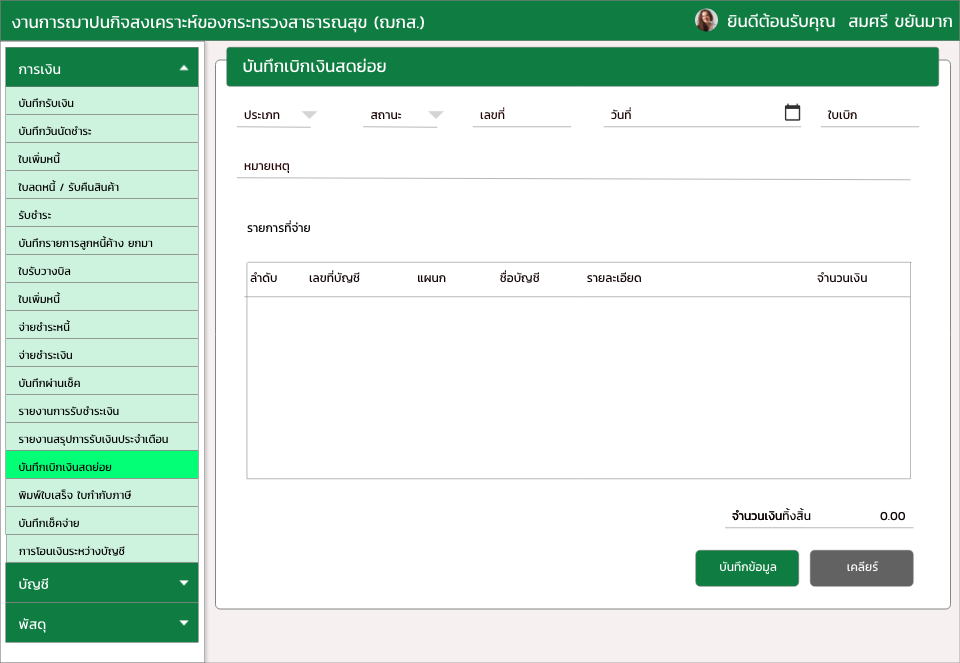 งานการฌาปนกิจสงเคราะห์ของกระทรวงสาธารณสุข (ฌกส.)
ยินดีต้อนรับคุณ สมศรี ขยันมาก
การเงิน
บันทึกรับเงิน
บันทึกวันนัดชำระ
ใบเพิ่มหนี้
ใบลดหนี้ / รับคืนสินค้า
รับชำระ
บันทึกรายการลูกหนี้ค้าง ยกมา
ใบรับวางบิล
ใบเพิ่มหนี้
จ่ายชำระหนี้
จ่ายชำระเงิน
บันทึกผ่านเช็ค
รายงานการรับชำระเงิน
รายงานสรุปการรับเงินประจำเดือน
บันทึกเบิกเงินสดย่อย
พิมพ์ใบเสร็จ ใบกำกับภาษี
บันทึกเช็คจ่าย
การโอนเงินระหว่างบัญชี
บัญชี
พัสดุ
บันทึกเบิกเงินสดย่อย
ประเภท สถานะ เลขที่ วันที่ ใบเบิก
หมายเหตุ
รายการที่จ่าย
ลำดับ เลขที่บัญชี แผนก ชื่อบัญชี รายละเอียด จำนวนเงิน
จำนวนเงินทั้งสิ้น 0.00
บันทึกข้อมูล เคลียร์